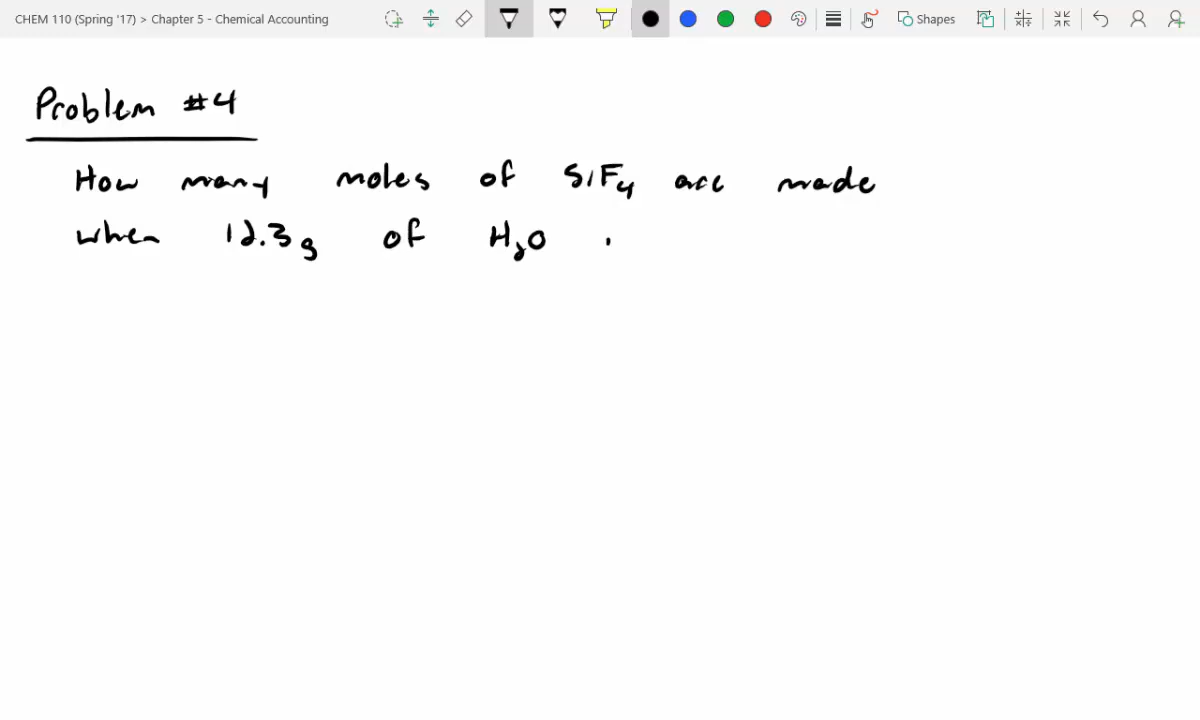 CHEM 110 (Spring '17) > Chapter 5 - Chemical Accounting
Shapes
Problem #4
How many moles of SiF4 are made
when 12.3g of H2O